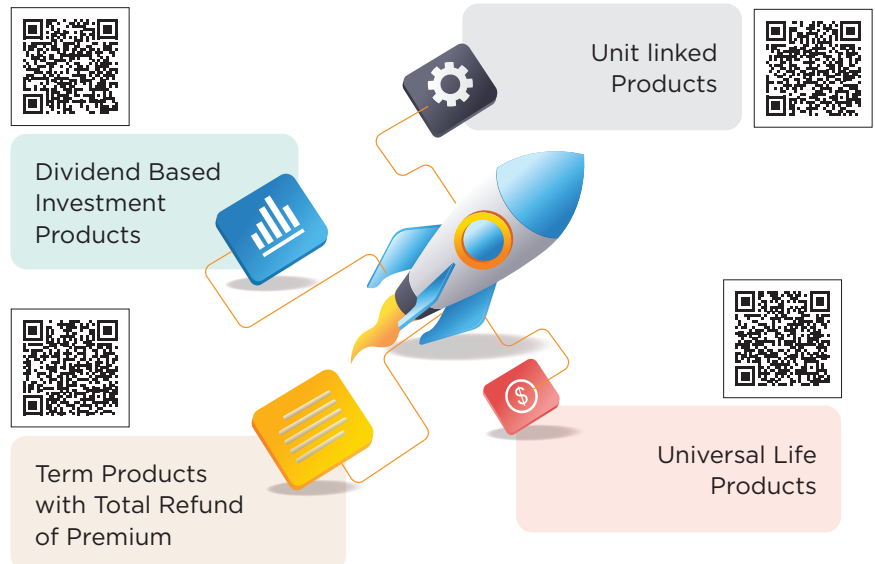 Unit linked
Products
Dividend Based
Investment
Products
$
Term Products
with Total Refund
of Premium
Universal Life
Products